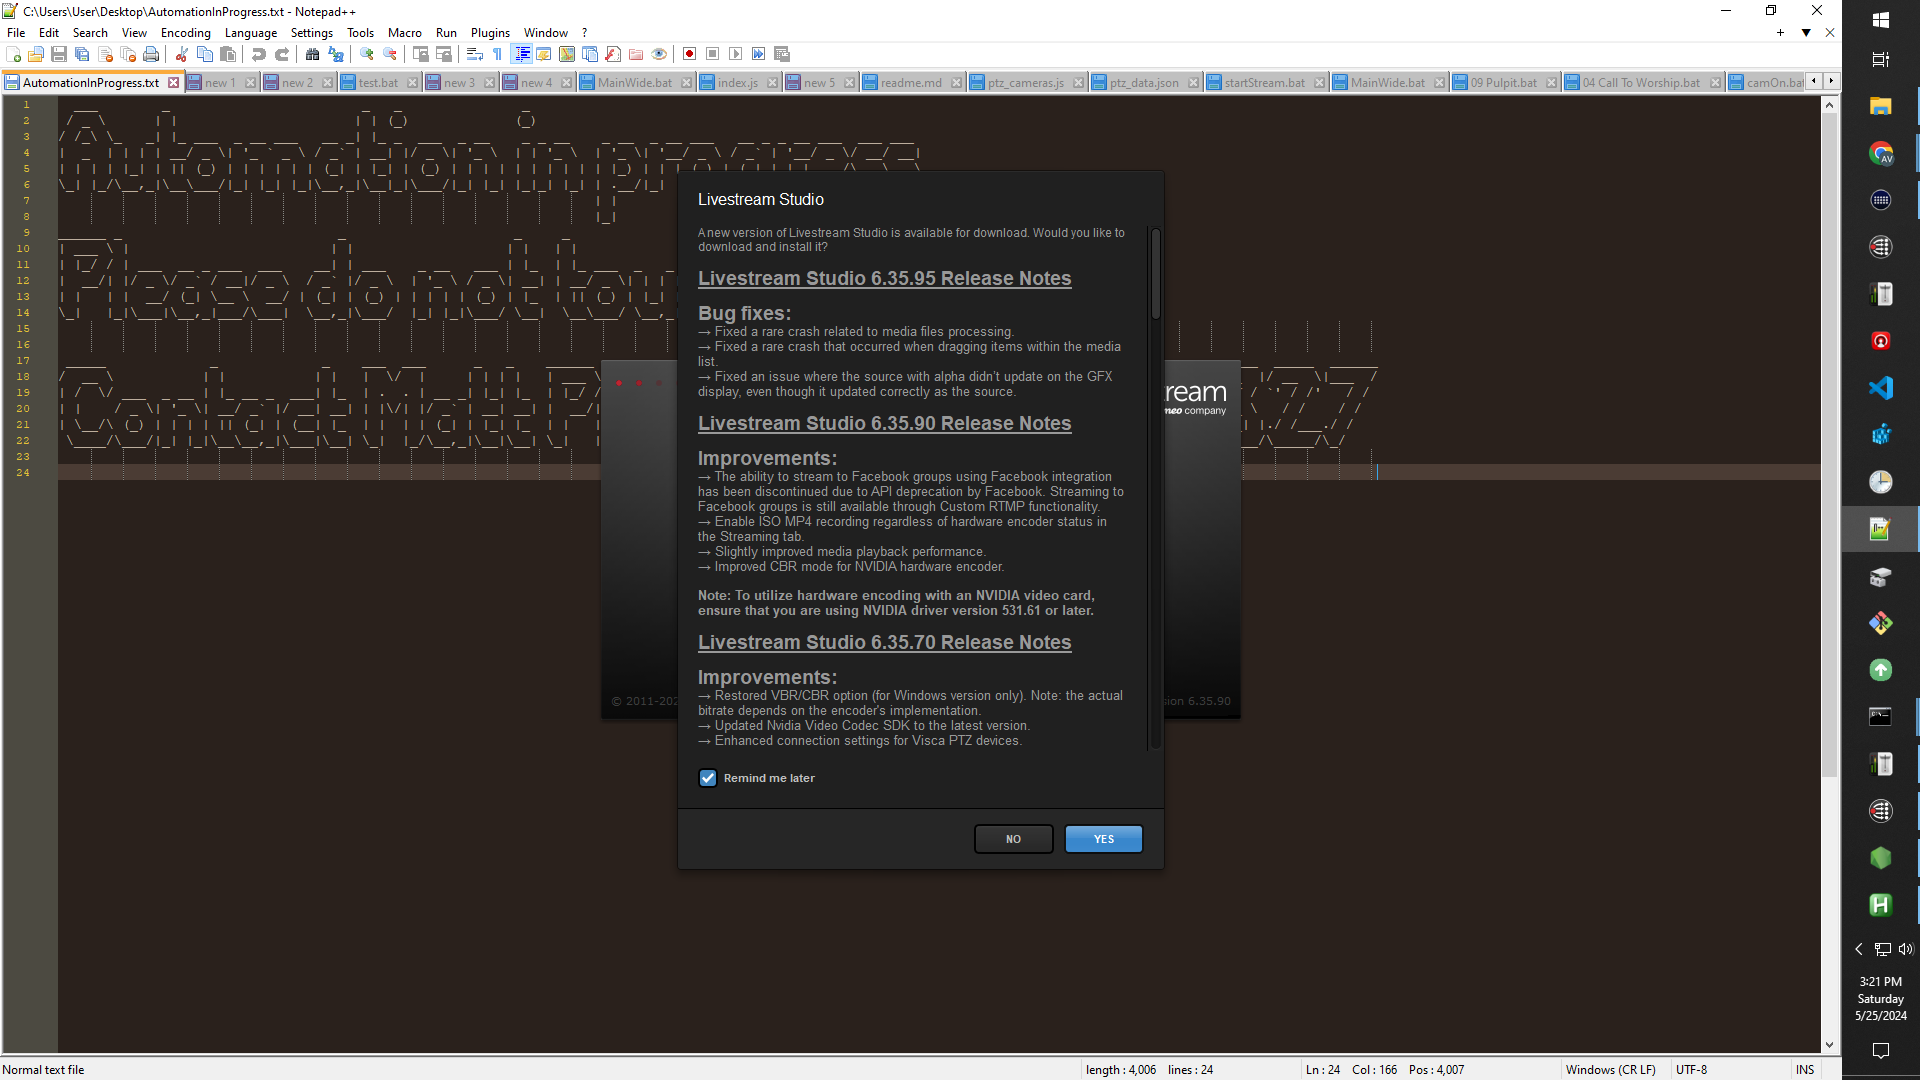 C:\Users\User\Desktop\AutomationInProgress.txt - Notepad++
File Edit Search View Encoding Language Settings Tools Macro Run Plugins Window ?
AutomationInProgress.txt new 1 new 2 test.bat new 3 new 4 MainWide.bat index.js new 5 readme.md ptz_cameras.js ptz_data.json startStream.bat MainWide.bat 09 Pulpit.bat 04 Call To Worship.bat camOn.bat
1
2
3
4
5
6
7
8
9
10
11
12
13
14
15
16
17
18
19
20
21
22
23
24
Automation in progress
Please do not
Contact Matt
Livestream Studio
A new version of Livestream Studio is available for download. Would you like to
download and install it?
Livestream Studio 6.35.95 Release Notes
Bug fixes:
→ Fixed a rare crash related to media files processing.
→ Fixed a rare crash that occurred when dragging items within the media
list.
→ Fixed an issue where the source with alpha didn't update on the GFX
display, even though it updated correctly as the source.
Livestream Studio 6.35.90 Release Notes
Improvements:
→ The ability to stream to Facebook groups using Facebook integration
has been discontinued due to API deprecation by Facebook. Streaming to
Facebook groups is still available through Custom RTMP functionality.
→ Enable ISO MP4 recording regardless of hardware encoder status in
the Streaming tab.
→ Slightly improved media playback performance.
→ Improved CBR mode for NVIDIA hardware encoder.
Note: To utilize hardware encoding with an NVIDIA video card,
ensure that you are using NVIDIA driver version 531.61 or later.
Livestream Studio 6.35.70 Release Notes
Improvements:
→ Restored VBR/CBR option (for Windows version only). Note: the actual
bitrate depends on the encoder's implementation.
→ Updated Nvidia Video Codec SDK to the latest version.
→ Enhanced connection settings for Visca PTZ devices.
Remind me later
NO YES
tream
meo company
© 2011-202
sion 6.35.90
3:21 PM
Saturday
5/25/2024
Normal text file length : 4,006 lines : 24 Ln : 24 Col : 166 Pos : 4,007 Windows (CR LF) UTF-8 INS